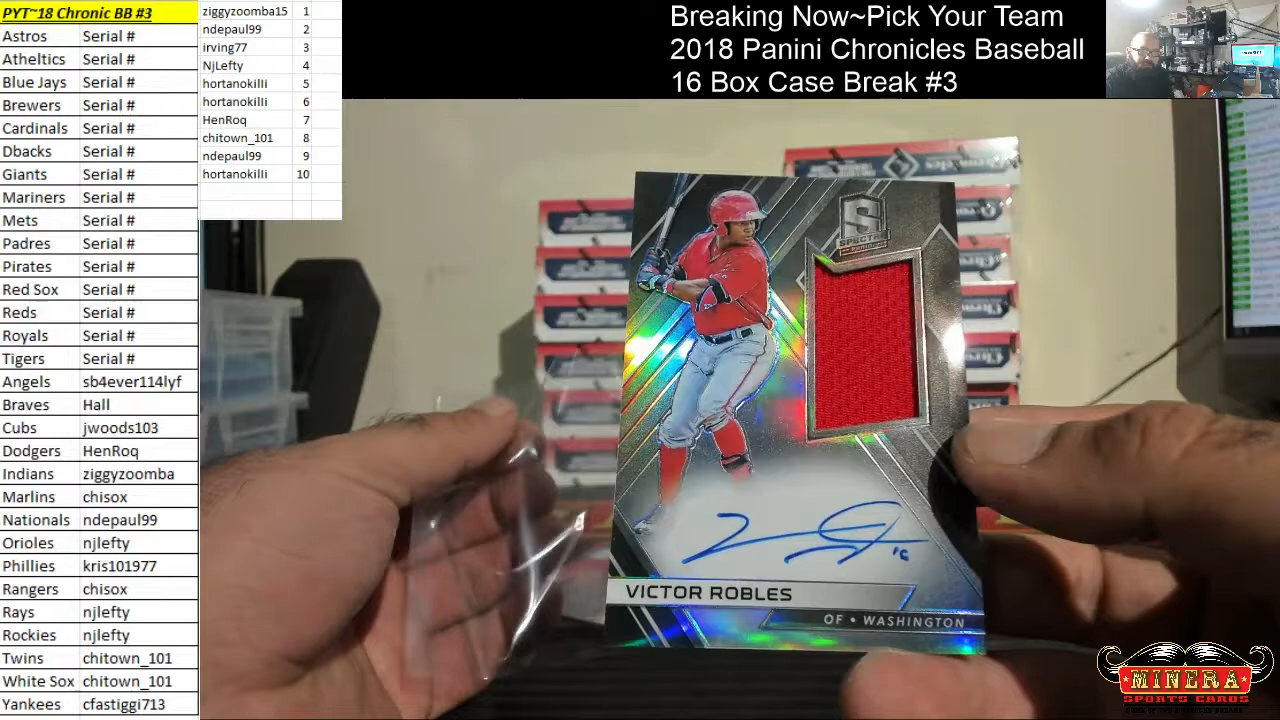 PYT~18 Chronic BB #3
Astros Serial #
Atheltics Serial #
Blue Jays Serial #
Brewers Serial #
Cardinals Serial #
Dbacks Serial #
Giants Serial #
Mariners Serial #
Mets Serial #
Padres Serial #
Pirates Serial #
Red Sox Serial #
Reds Serial #
Royals Serial #
Tigers Serial #
Angels sb4ever114lyf
Braves Hall
Cubs jwoods103
Dodgers HenRoq
Indians ziggyzoomba
Marlins chisox
Nationals ndepaul99
Orioles njlefty
Phillies kris101977
Rangers chisox
Rays njlefty
Rockies njlefty
Twins chitown_101
White Sox chitown_101
Yankees cfastiggi713
ziggyzoomba15 1
ndepaul99 2
irving77 3
NjLefty 4
hortanokilli 5
hortanokilli 6
HenRoq 7
chitown_101 8
ndepaul99 9
hortanokilli 10
Breaking Now~Pick Your Team
2018 Panini Chronicles Baseball
16 Box Case Break #3
S
SPECTRA
VICTOR ROBLES
OF • WASHINGTON
MINERA
SPORTS CARDS